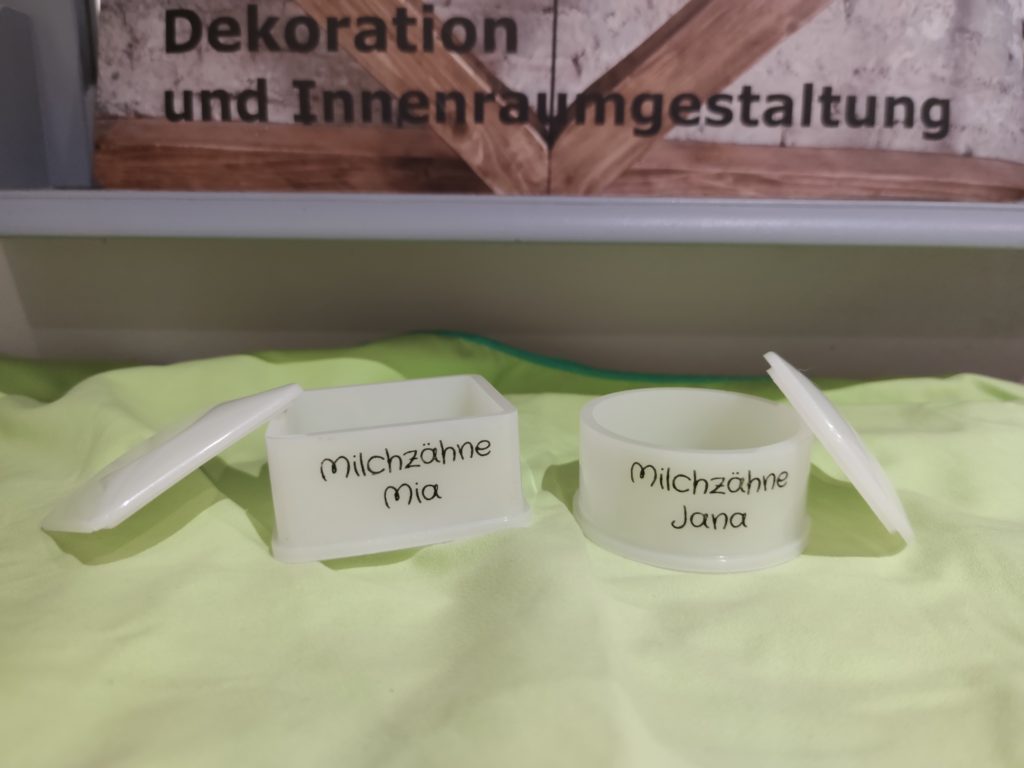 Dekoration
und Innenraumgestaltung
Milchzähne
Mia
Milchzähne
Jana